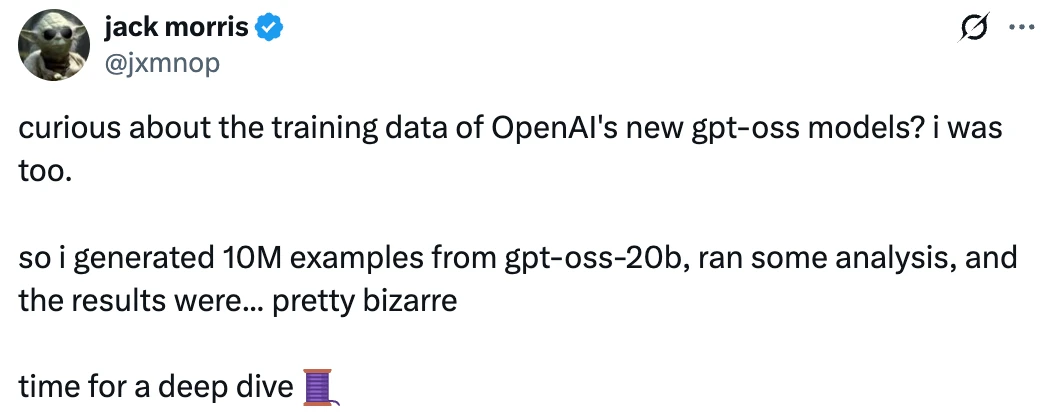 jack morris
@jxmnop
curious about the training data of OpenAI's new gpt-oss models? i was
too.
so i generated 10M examples from gpt-oss-20b, ran some analysis, and
the results were... pretty bizarre
time for a deep dive 🧵